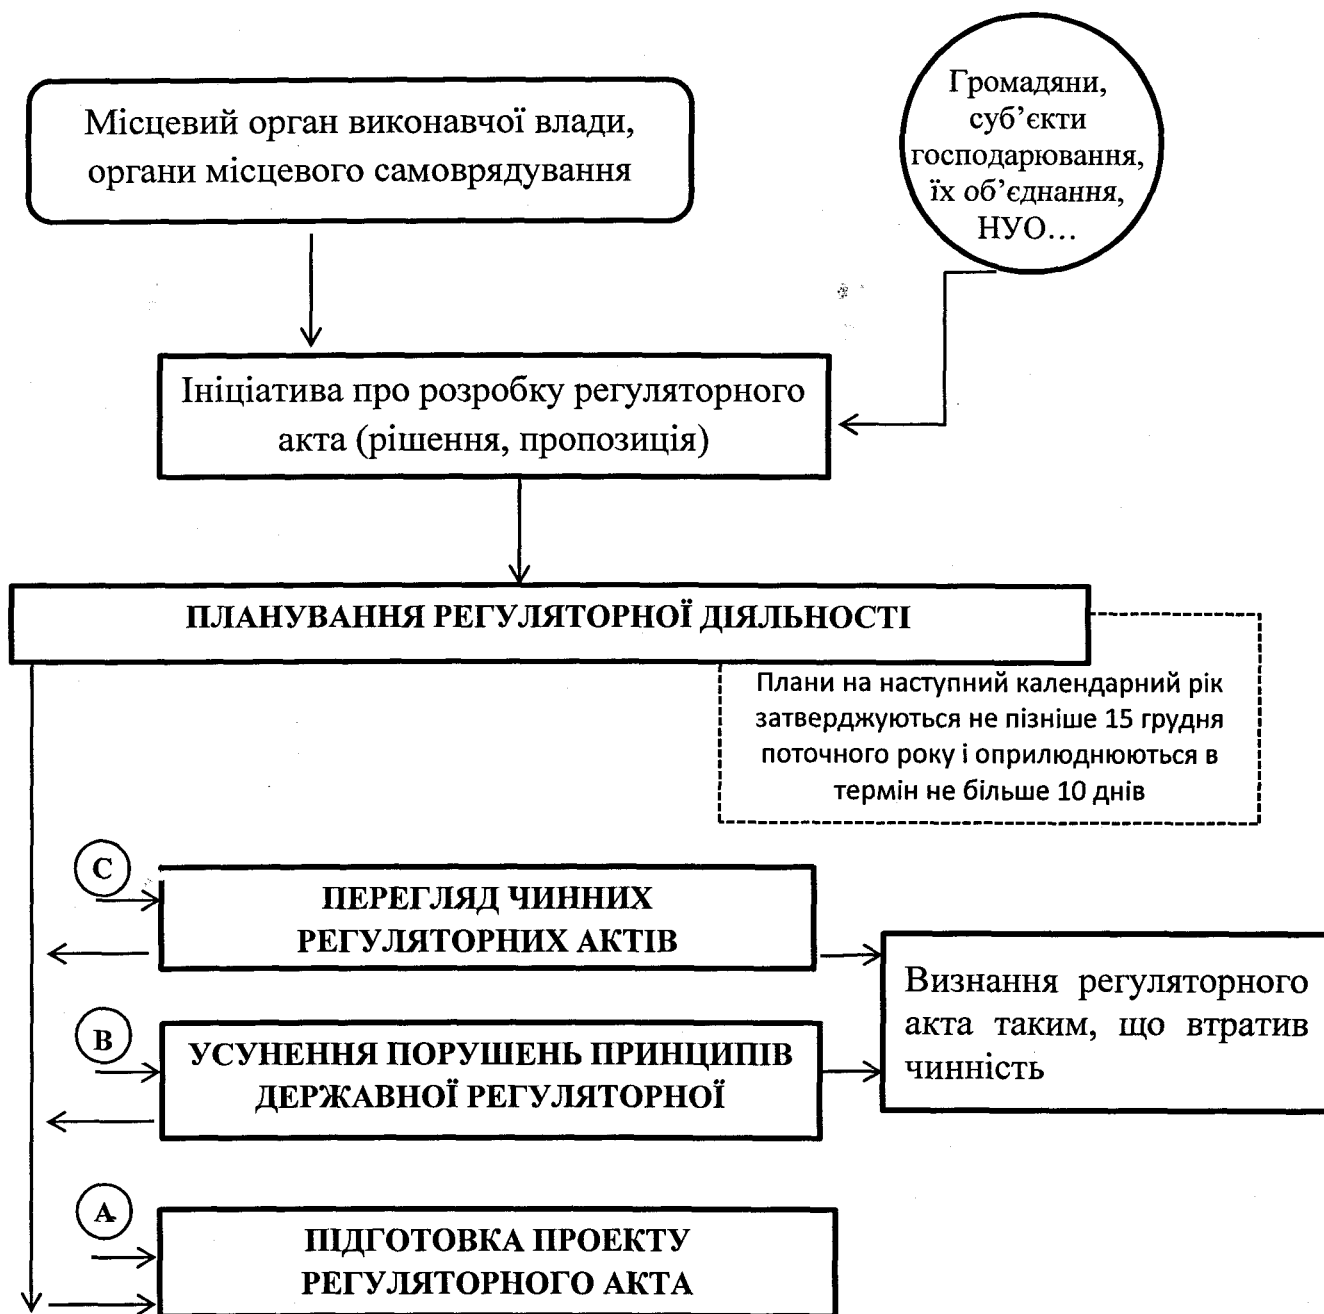 Місцевий орган виконавчої влади,
органи місцевого самоврядування
Громадяни,
суб’єкти
господарювання,
їх об’єднання,
НУО…
Ініціатива про розробку регуляторного
акта (рішення, пропозиція)
ПЛАНУВАННЯ РЕГУЛЯТОРНОЇ ДІЯЛЬНОСТІ
Плани на наступний календарний рік
затверджуються не пізніше 15 грудня
поточного року і оприлюднюються в
термін не більше 10 днів
С
ПЕРЕГЛЯД ЧИННИХ
РЕГУЛЯТОРНИХ АКТІВ
Визнання регуляторного
акта таким, що втратив
чинність
В
УСУНЕННЯ ПОРУШЕНЬ ПРИНЦИПІВ
ДЕРЖАВНОЇ РЕГУЛЯТОРНОЇ
А
ПІДГОТОВКА ПРОЕКТУ
РЕГУЛЯТОРНОГО АКТА